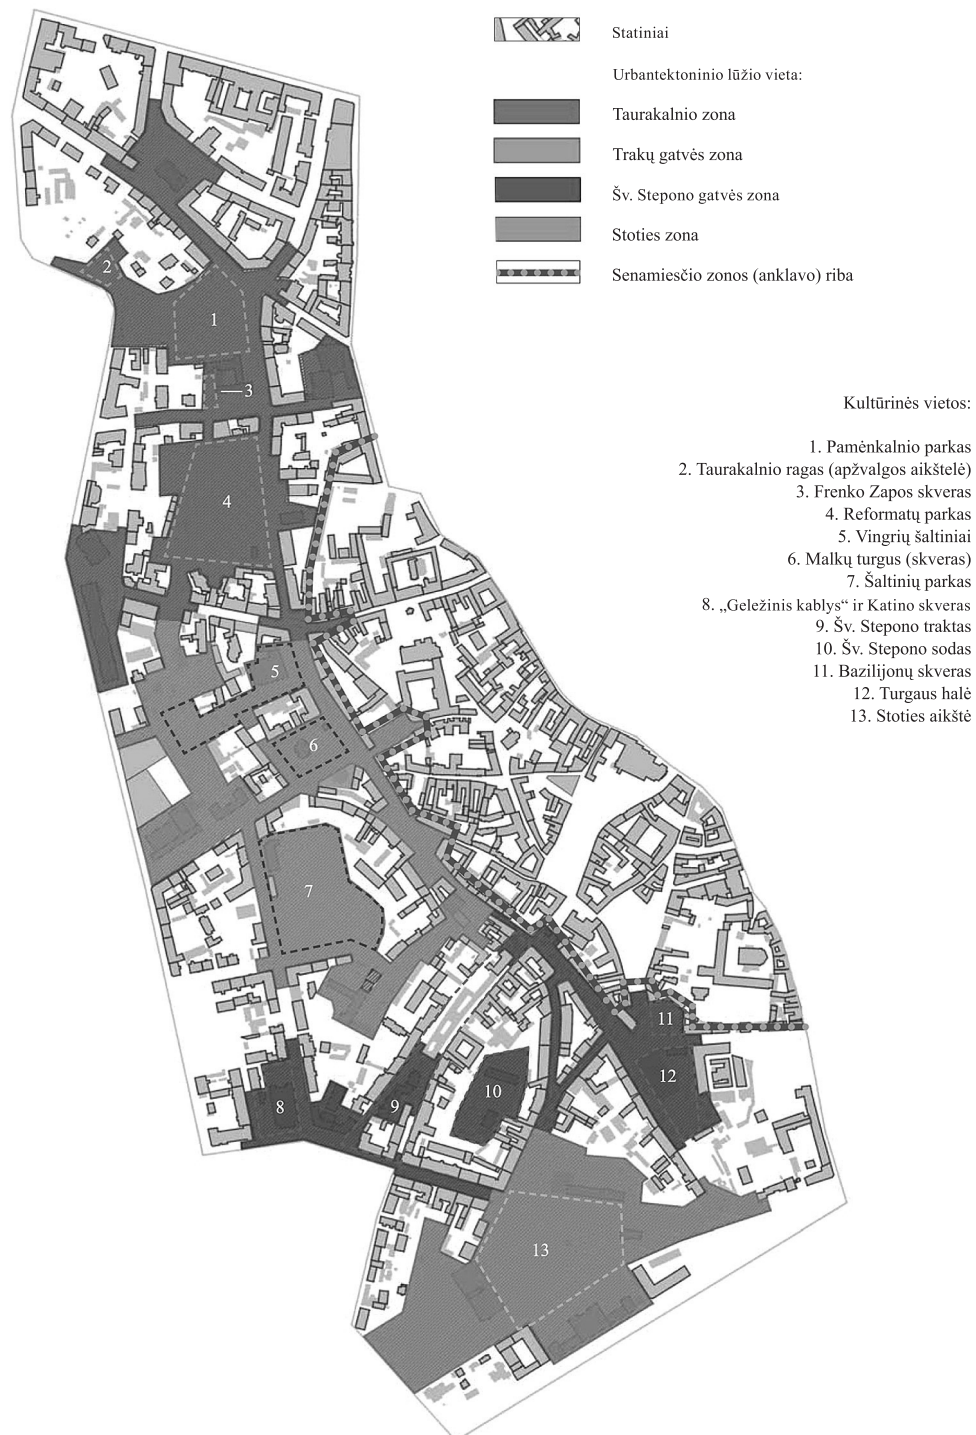 Statiniai
Urbantektoninio lūžio vieta:
Taurakalnio zona
Trakų gatvės zona
Šv. Stepono gatvės zona
Stoties zona
Senamiesčio zonos (anklavo) riba
Kultūrinės vietos:
1. Pamėnkalnio parkas
2. Taurakalnio ragas (apžvalgos aikštelė)
3. Frenko Zapos skveras
4. Reformatų parkas
5. Vingrių šaltiniai
6. Malkų turgus (skveras)
7. Šaltinių parkas
8. „Geležinis kablys“ ir Katino skveras
9. Šv. Stepono traktas
10. Šv. Stepono sodas
11. Bazilijonų skveras
12. Turgaus halė
13. Stoties aikštė
2
1
3
4
5
6
7
11
12
10
9
8
13